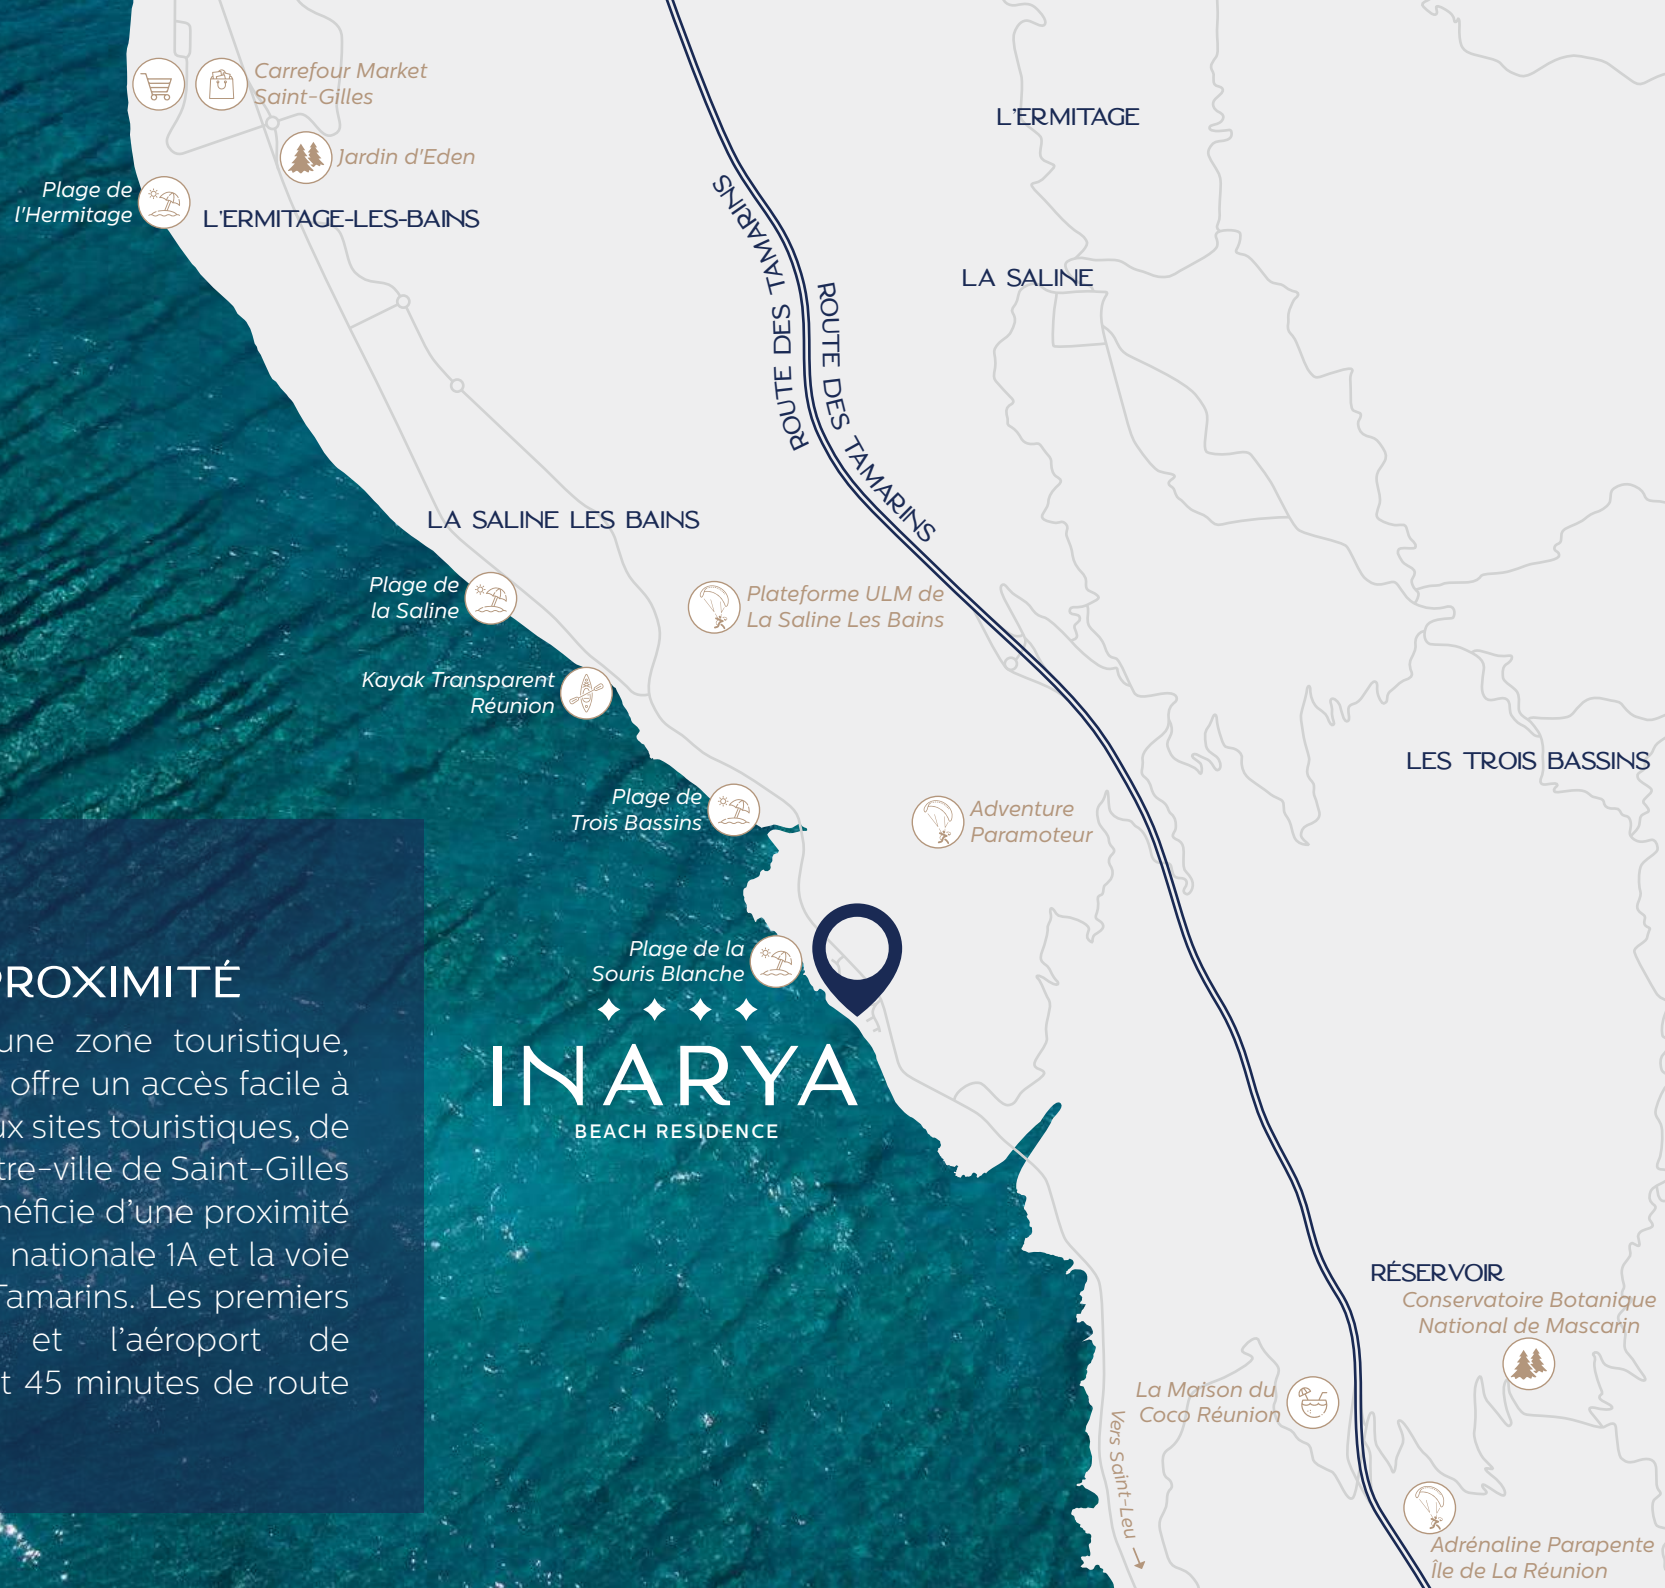 Carrefour Market
Saint-Gilles
Jardin d'Eden
Plage de
l'Hermitage
L'ERMITAGE-LES-BAINS
L'ERMITAGE
LA SALINE
ROUTE DES TAMARINS
ROUTE DES TAMARINS
LA SALINE LES BAINS
Plage de
la Saline
Plateforme ULM de
La Saline Les Bains
Kayak Transparent
Réunion
LES TROIS BASSINS
Plage de
Trois Bassins
Adventure
Paramoteur
Plage de la
Souris Blanche
INARYA
BEACH RESIDENCE
PROXIMITÉ
une zone touristique,
offre un accès facile à
ux sites touristiques, de
tre-ville de Saint-Gilles
néficie d'une proximité
nationale 1A et la voie
Tamarins. Les premiers
et l'aéroport de
t 45 minutes de route
RÉSERVOIR
Conservatoire Botanique
National de Mascarin
La Maison du
Coco Réunion
Vers Saint-Leu →
Adrénaline Parapente
Île de La Réunion